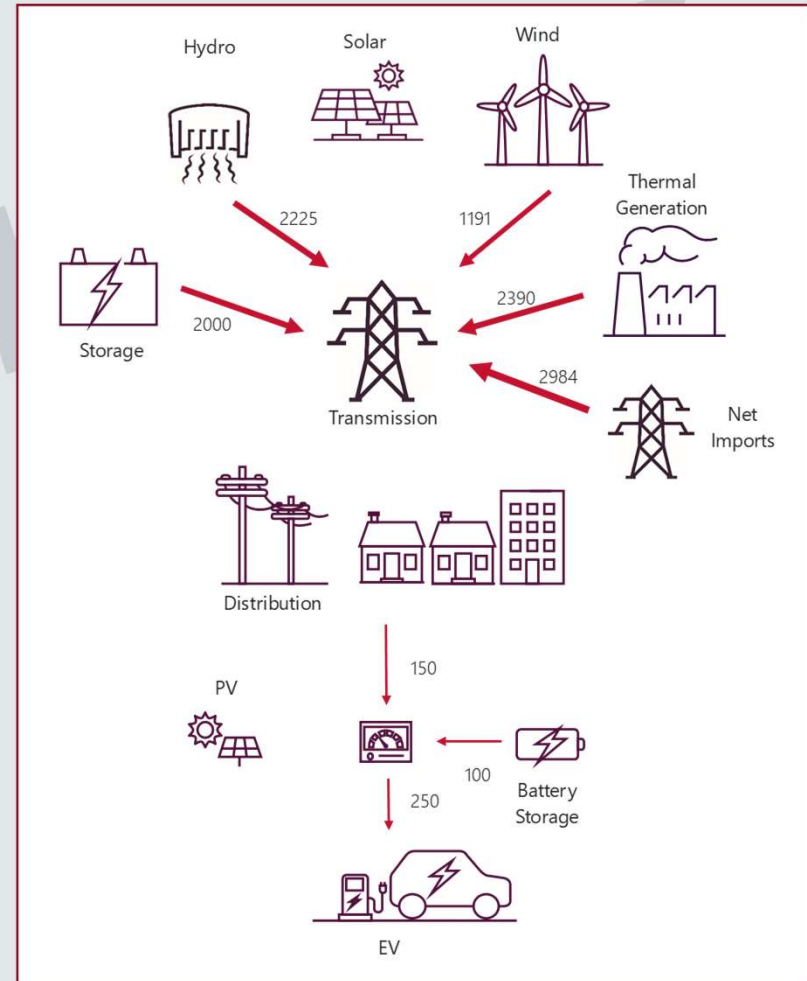 Hydro
Solar
Wind
Thermal
Generation
2225
1191
Storage
2000
2390
2984
Transmission
Net
Imports
Distribution
150
PV
100
Battery
Storage
250
EV